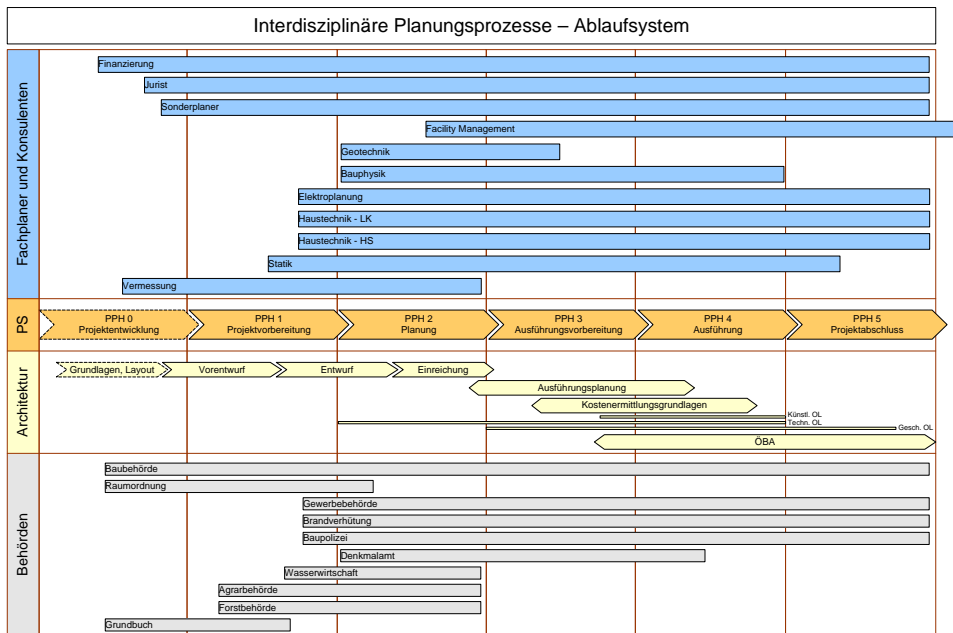 Interdisziplinäre Planungsprozesse – Ablaufsystem
Fachplaner und Konsulenten
Finanzierung
Jurist
Sonderplaner
Facility Management
Geotechnik
Bauphysik
Elektroplanung
Haustechnik - LK
Haustechnik - HS
Statik
Vermessung
PS
PPH 0
Projektentwicklung
PPH 1
Projektvorbereitung
PPH 2
Planung
PPH 3
Ausführungsvorbereitung
PPH 4
Ausführung
PPH 5
Projektabschluss
Architektur
Grundlagen, Layout
Vorentwurf
Entwurf
Einreichung
Ausführungsplanung
Kostenermittlungsgrundlagen
Künstl. OL
Techn. OL
Gesch. OL
ÖBA
Behörden
Baubehörde
Raumordnung
Gewerbebehörde
Brandverhütung
Baupolizei
Denkmalamt
Wasserwirtschaft
Agrarbehörde
Forstbehörde
Grundbuch